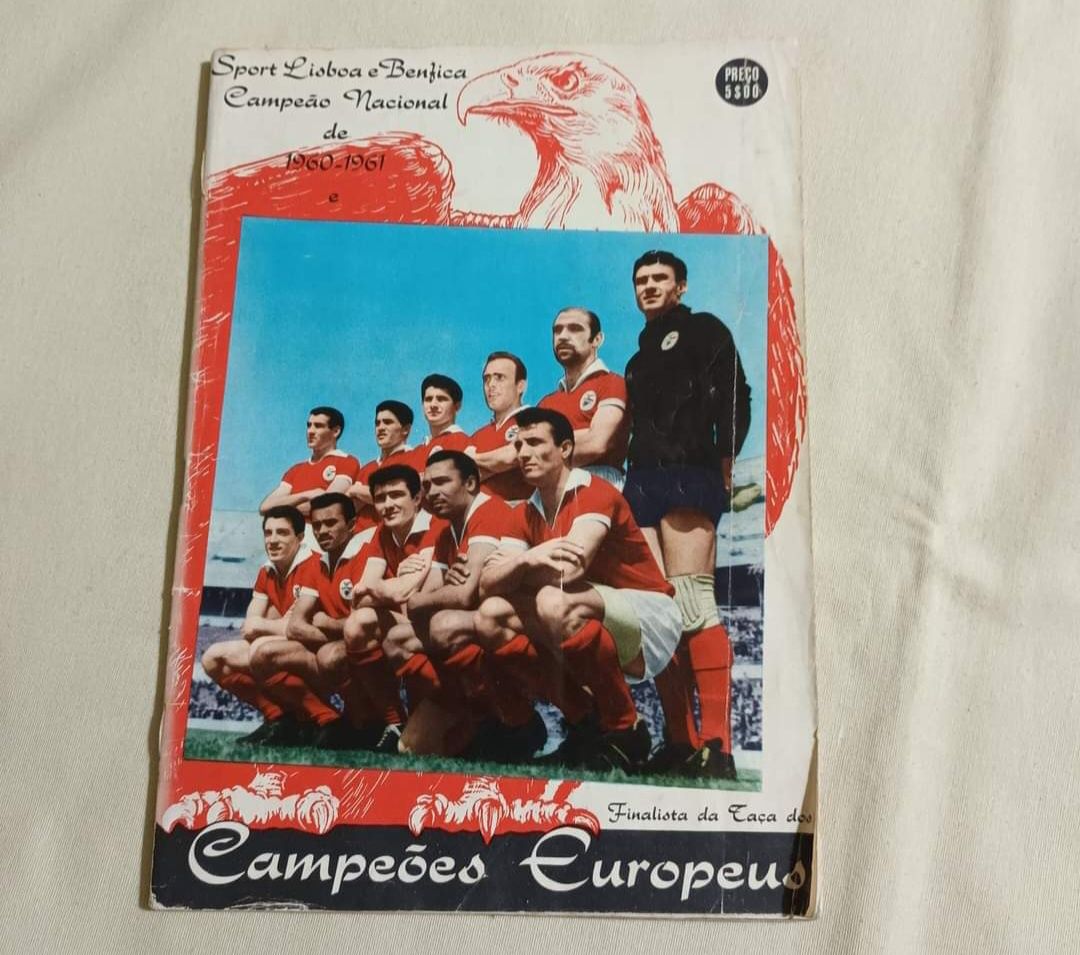 Sport Lisboa e Benfica
Campeão Nacional
de
1960-1961
e
PREÇO
5$00
Finalista da Taça dos
Campeões Europeus